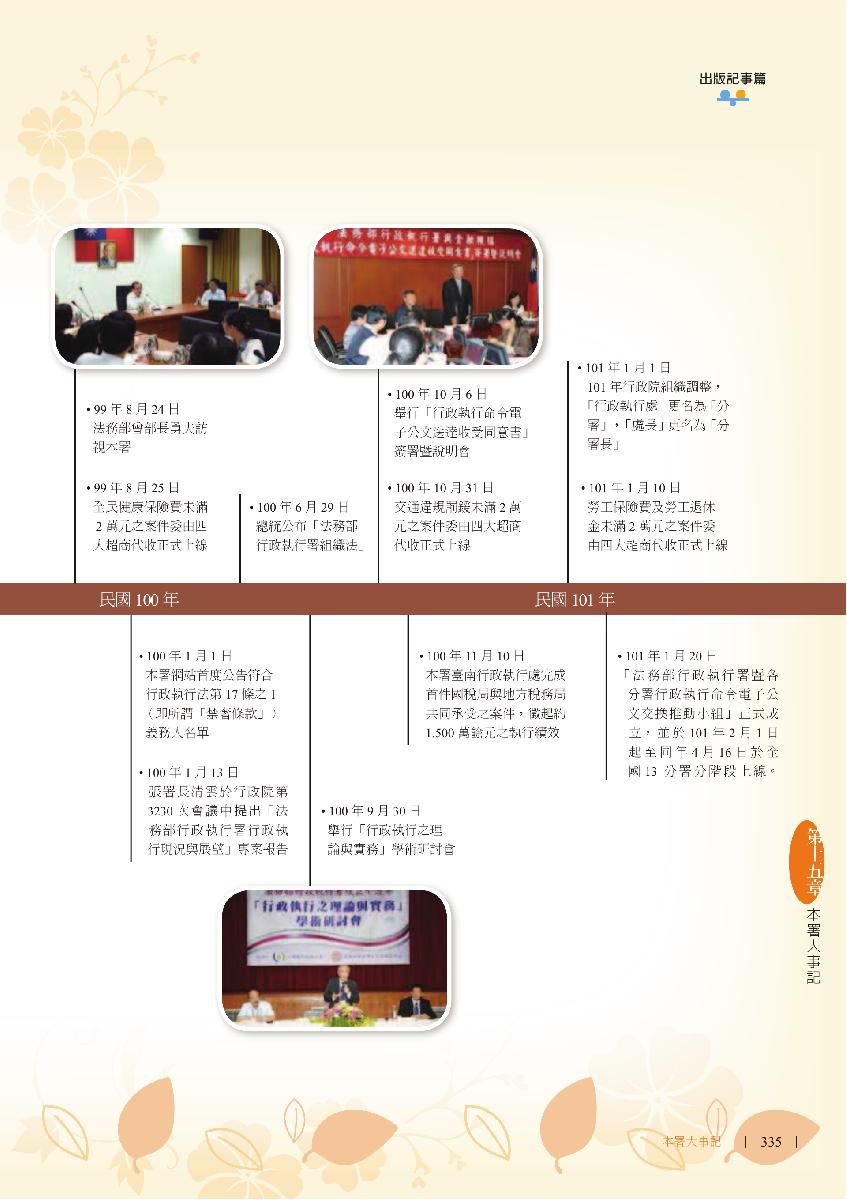 出版記事篇
法務部行政執行署與金融機構
執行命令電子公文送達收受同意書」簽署暨說明會
• 99 年 8 月 24 日
法務部曾部長勇夫訪
視本署
• 99 年 8 月 25 日
全民健康保險費未滿
2 萬元之案件委由四
大超商代收正式上線
• 100 年 6 月 29 日
總統公布「法務部
行政執行署組織法」
• 100 年 10 月 6 日
舉行「行政執行命令電
子公文送達收受同意書」
簽署暨說明會
• 100 年 10 月 31 日
交通違規罰鍰未滿 2 萬
元之案件委由四大超商
代收正式上線
• 101 年 1 月 1 日
101 年行政院組織調整，
「行政執行處」更名為「分
署」，「處長」更名為「分
署長」
• 101 年 1 月 10 日
勞工保險費及勞工退休
金未滿 2 萬元之案件委
由四大超商代收正式上線
民國 100 年
民國 101 年
• 100 年 1 月 1 日
本署網站首度公告符合
行政執行法第 17 條之 1
（即所謂「禁奢條款」）
義務人名單
• 100 年 1 月 13 日
張署長清雲於行政院第
3230 次會議中提出「法
務部行政執行署行政執
行現況與展望」專案報告
• 100 年 9 月 30 日
舉行「行政執行之理
論與實務」學術研討會
• 100 年 11 月 10 日
本署臺南行政執行處完成
首件國稅局與地方稅務局
共同承受之案件，徵起約
1,500 萬餘元之執行績效
• 101 年 1 月 20 日
「法務部行政執行署暨各
分署行政執行命令電子公
文交換推動小組」正式成
立，並於 101 年 2 月 1 日
起至同年 4 月 16 日於全
國 13 分署分階段上線。
「行政執行之理論與實務」
學術研討會
第十五章
本署大事記
本署大事記
335